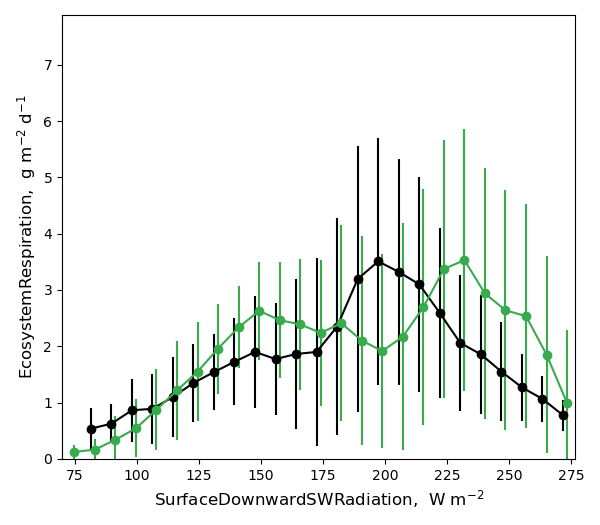 7
6
5
4
3
2
1
0
EcosystemRespiration,  g m⁻² d⁻¹
75 100 125 150 175 200 225 250 275
SurfaceDownwardSWRadiation,  W m⁻²